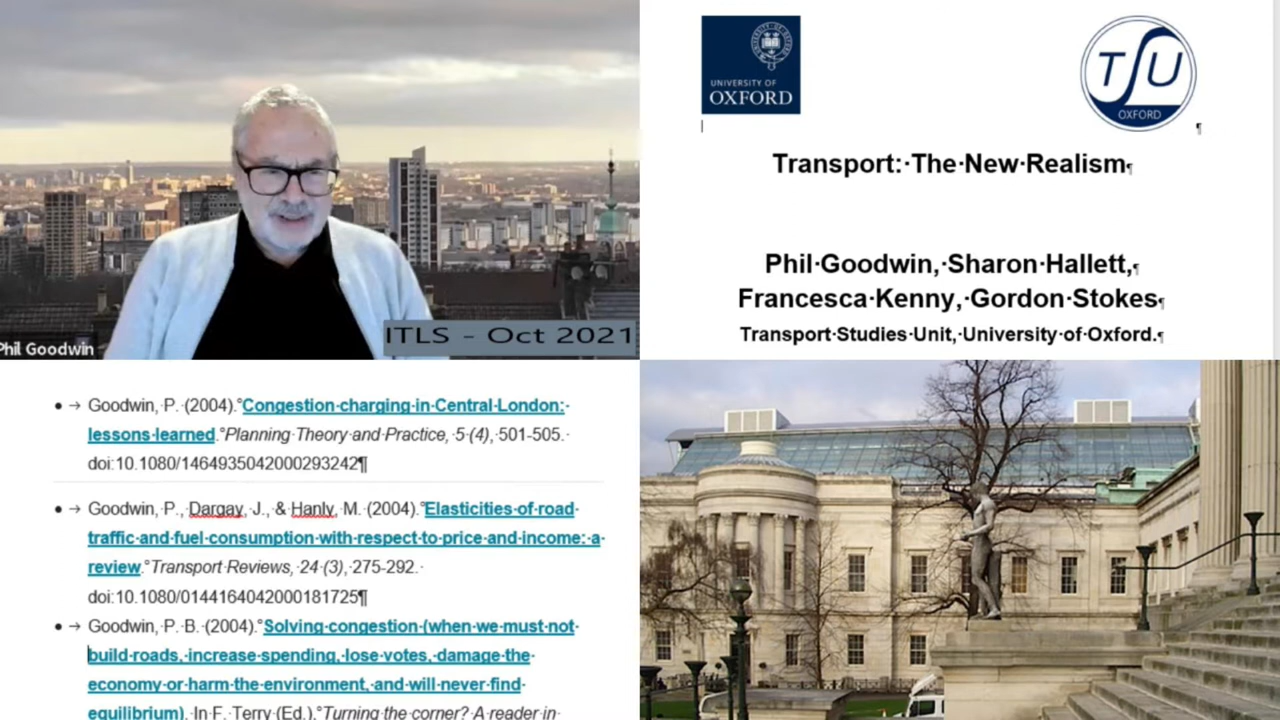 Phil Goodwin
ITLS - Oct 2021
UNIVERSITY OF
OXFORD
TSU
OXFORD
Transport:·The·New·Realism¶
Phil·Goodwin,·Sharon·Hallett,¶
Francesca·Kenny,·Gordon·Stokes¶
Transport·Studies·Unit,·University·of·Oxford.¶
• → Goodwin,·P.·(2004).°Congestion·charging·in·Central·London:·
lessons·learned.°Planning·Theory·and·Practice,·5·(4),·501-505.·
doi:10.1080/1464935042000293242¶
• → Goodwin,·P.,·Dargay,·J.,·&·Hanly,·M.·(2004).°Elasticities·of·road·
traffic·and·fuel·consumption·with·respect·to·price·and·income:·a·
review.°Transport·Reviews,·24·(3),·275-292.·
doi:10.1080/0144164042000181725¶
• → Goodwin,·P.·B.·(2004).°Solving·congestion·(when·we·must·not·
build·roads,·increase·spending,·lose·votes,·damage·the·
economy·or·harm·the·environment,·and·will·never·find·
equilibrium).·In·F.·Terry·(Ed.),°Turning·the·corner?·A·reader·in·